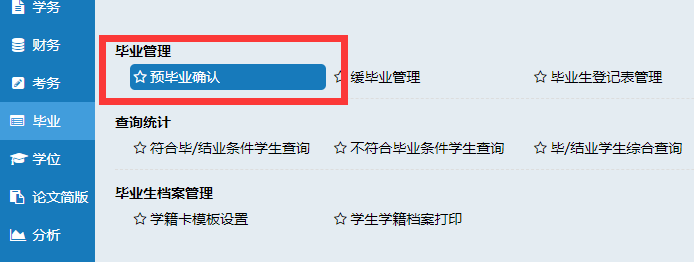 学务
财务
考务
毕业
学位
论文简版
分析
毕业管理
预毕业确认 缓毕业管理 毕业生登记表管理
查询统计
符合毕/结业条件学生查询 不符合毕业条件学生查询 毕/结业学生综合查询
毕业生档案管理
学籍卡模板设置 学生学籍档案打印